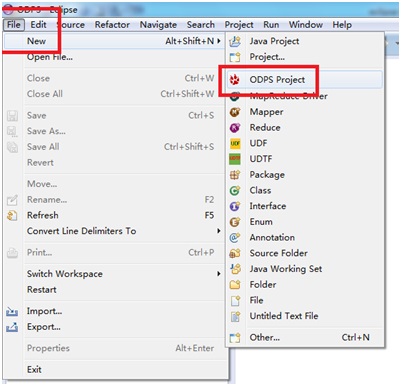 ODPS - Eclipse
File Edit Source Refactor Navigate Search Project Run Window Help
New Alt+Shift+N
Open File...
Close Ctrl+W
Close All Ctrl+Shift+W
Save Ctrl+S
Save As...
Save All Ctrl+Shift+S
Revert
Move...
Rename... F2
Refresh F5
Convert Line Delimiters To
Print... Ctrl+P
Switch Workspace
Restart
Import...
Export...
Properties Alt+Enter
Exit
Java Project
Project...
ODPS Project
MapReduce Driver
Mapper
Reduce
UDF
UDF
UDTF
UDTF
Package
Class
Interface
Enum
Annotation
Source Folder
Java Working Set
Folder
File
Untitled Text File
Other... Ctrl+N